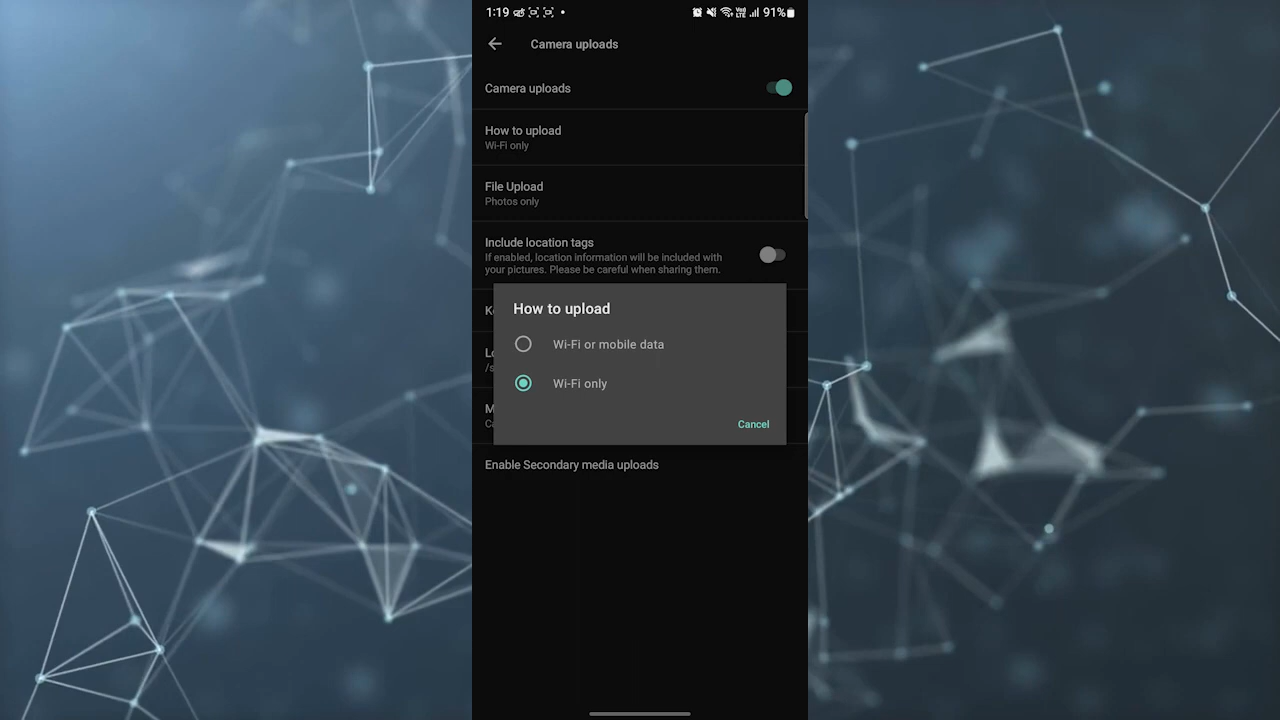 1:19
91%
Camera uploads
Camera uploads
How to upload
Wi-Fi only
File Upload
Photos only
Include location tags
If enabled, location information will be included with
your pictures. Please be careful when sharing them.
How to upload
Wi-Fi or mobile data
Wi-Fi only
Cancel
Enable Secondary media uploads